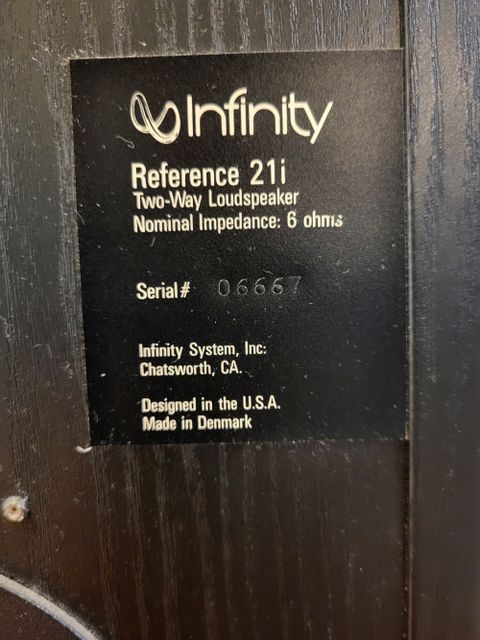 Infinity
Reference 21i
Two-Way Loudspeaker
Nominal Impedance: 6 ohms
Serial# 06667
Infinity System, Inc:
Chatsworth, CA.
Designed in the U.S.A.
Made in Denmark